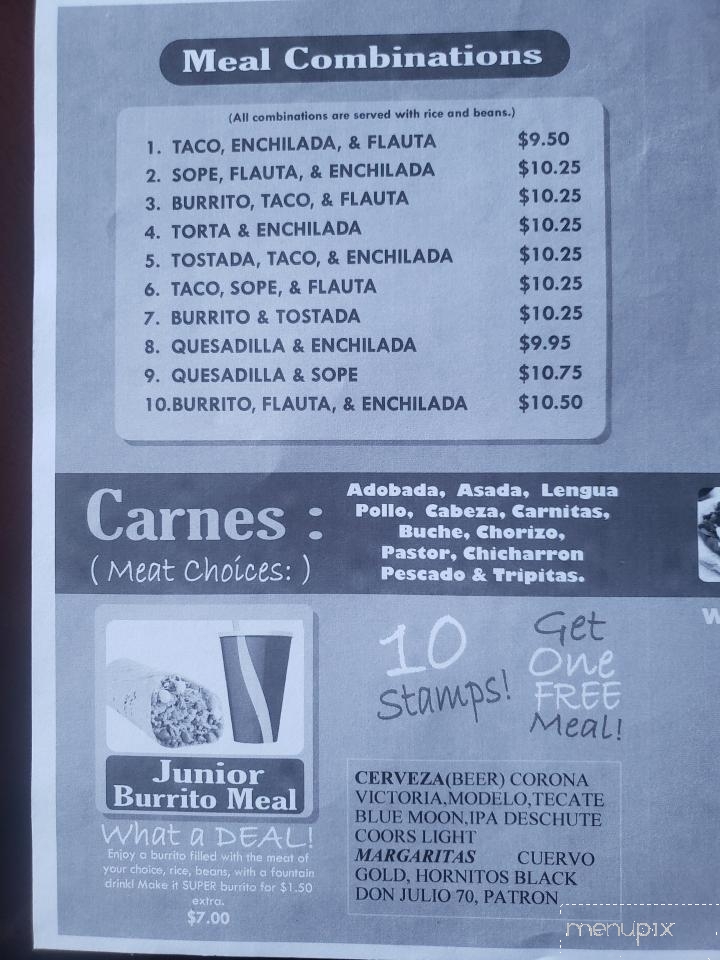 Meal Combinations
(All combinations are served with rice and beans.)
1. TACO, ENCHILADA, & FLAUTA $9.50
2. SOPE, FLAUTA, & ENCHILADA $10.25
3. BURRITO, TACO, & FLAUTA $10.25
4. TORTA & ENCHILADA $10.25
5. TOSTADA, TACO, & ENCHILADA $10.25
6. TACO, SOPE, & FLAUTA $10.25
7. BURRITO & TOSTADA $10.25
8. QUESADILLA & ENCHILADA $9.95
9. QUESADILLA & SOPE $10.75
10.BURRITO, FLAUTA, & ENCHILADA $10.50
Carnes :
( Meat Choices: )
Adobada, Asada, Lengua
Pollo, Cabeza, Carnitas,
Buche, Chorizo,
Pastor, Chicharron
Pescado & Tripitas.
Junior
Burrito Meal
What a DEAL!
Enjoy a burrito filled with the meat of
your choice, rice, beans, with a fountain
drink! Make it SUPER burrito for $1.50
extra.
$7.00
10
Stamps!
Get
One
FREE
Meal!
CERVEZA(BEER) CORONA
VICTORIA,MODELO,TECATE
BLUE MOON,IPA DESCHUTE
COORS LIGHT
MARGARITAS CUERVO
GOLD, HORNITOS BLACK
DON JULIO 70, PATRON
menupix